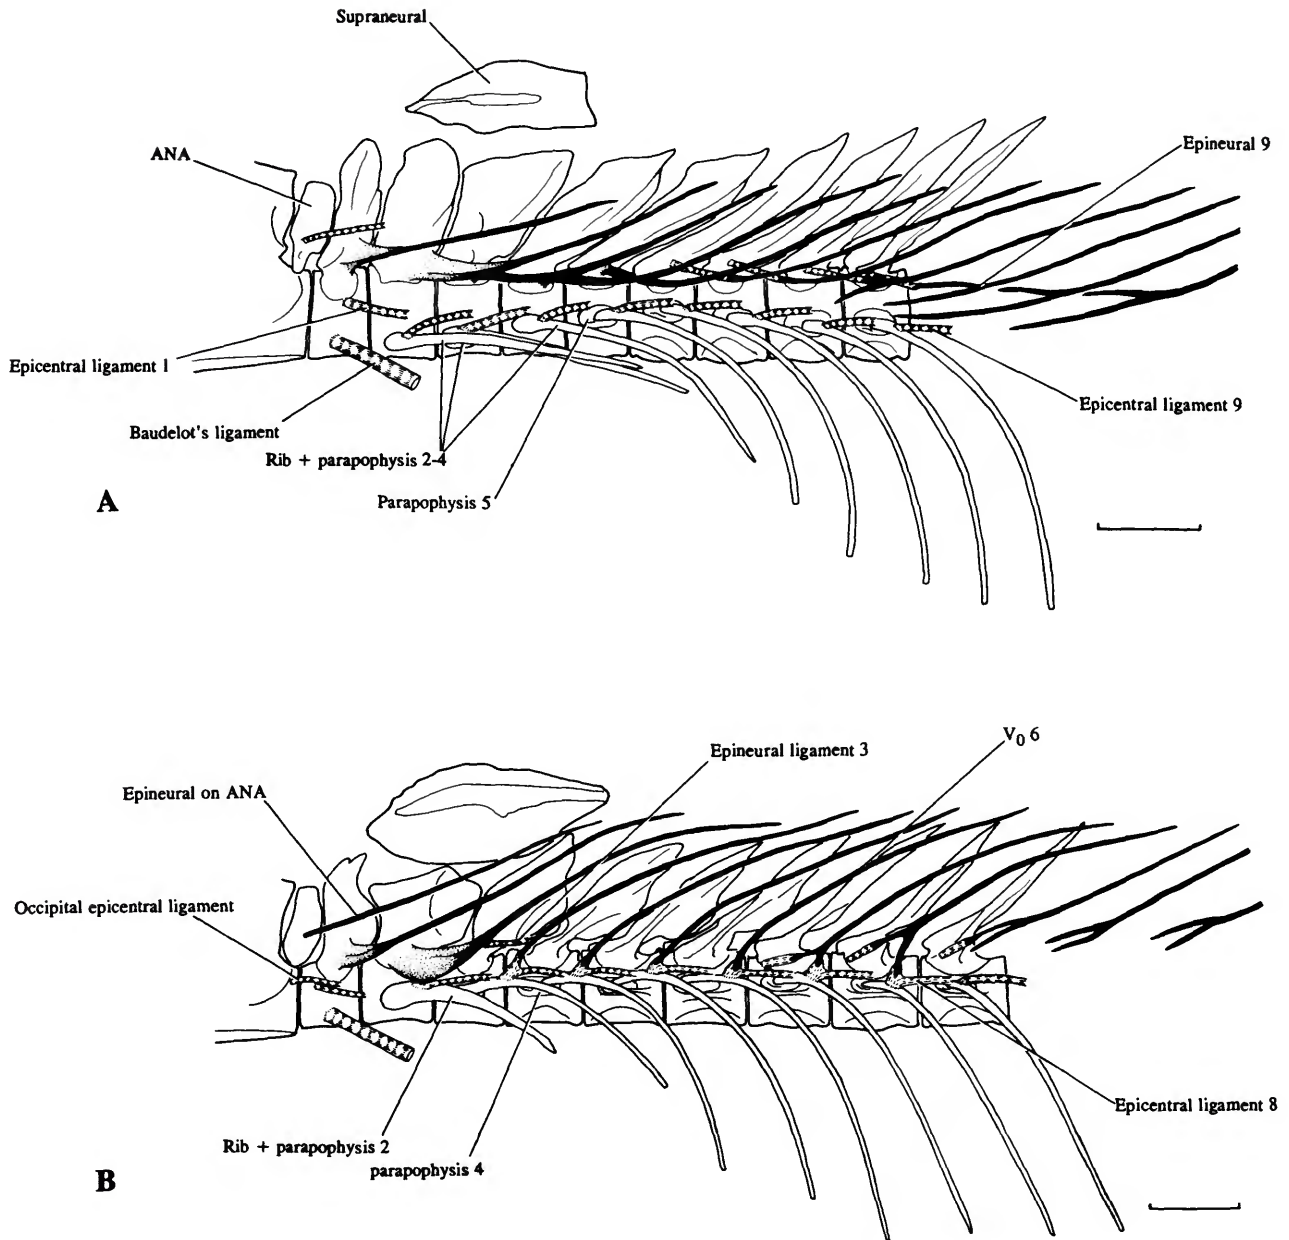 Supraneural
ANA
Epineural 9
Epicentral ligament 1
Epicentral ligament 9
Baudelot's ligament
Rib + parapophysis 2-4
Parapophysis 5
A
V0 6
Epineural ligament 3
Epineural on ANA
Occipital epicentral ligament
Epicentral ligament 8
Rib + parapophysis 2
parapophysis 4
B